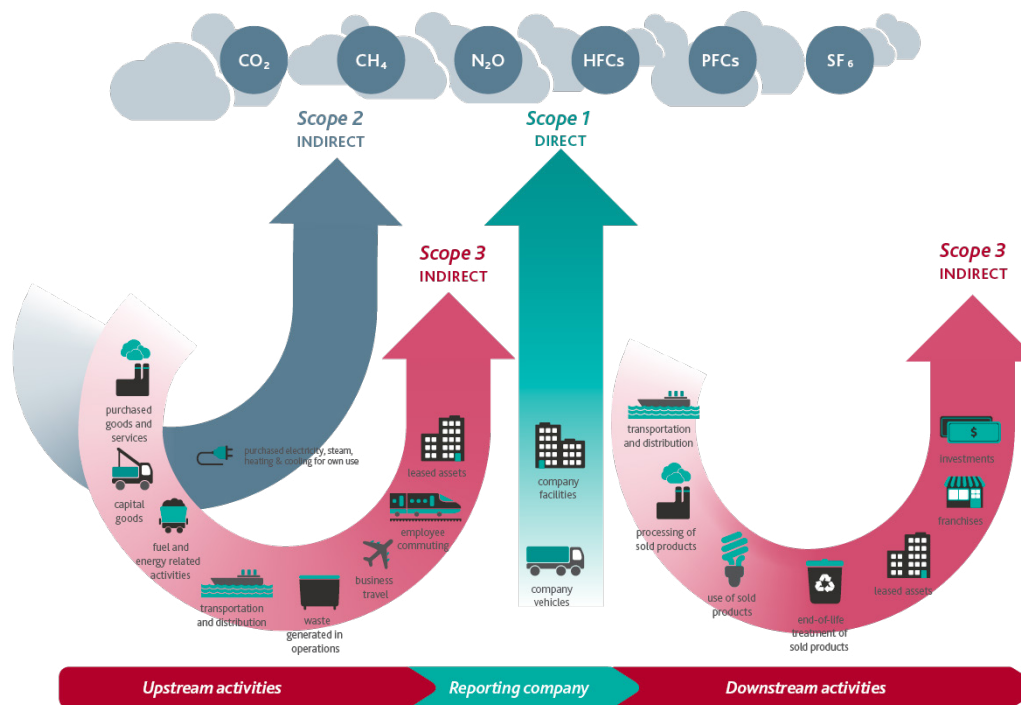 CO₂
CH₄
N₂O
HFCs
PFCs
SF₆
Scope 2
INDIRECT
Scope 1
DIRECT
Scope 3
INDIRECT
Scope 3
INDIRECT
purchased
goods and
services
capital
goods
fuel and
energy related
activities
transportation
and distribution
waste
generated in
operations
business
travel
employee
commuting
leased assets
purchased electricity, steam,
heating & cooling for own use
company
facilities
company
vehicles
transportation
and distribution
processing of
sold products
use of sold
products
end-of-life
treatment of
sold products
leased assets
franchises
investments
$
Upstream activities
Reporting company
Downstream activities